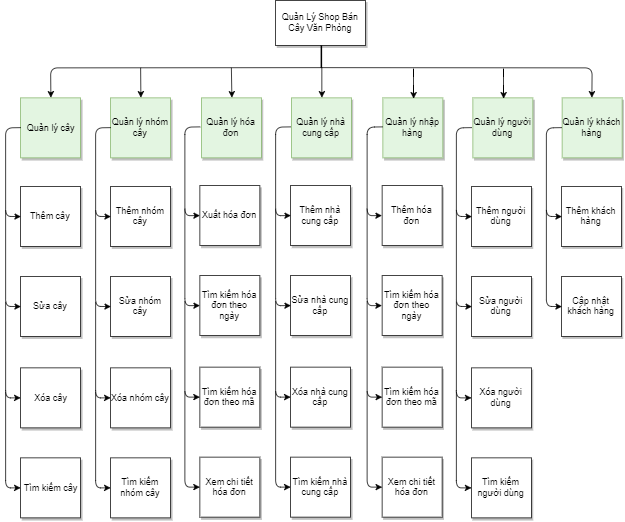 Quản Lý Shop Bán
Cây Văn Phòng
Quản lý cây
Quản lý nhóm
cây
Quản lý hóa
đơn
Quản lý nhà
cung cấp
Quản lý nhập
hàng
Quản lý người
dùng
Quản lý khách
hàng
Thêm cây
Thêm nhóm
cây
Xuất hóa đơn
Thêm nhà
cung cấp
Thêm hóa
đơn
Thêm người
dùng
Thêm khách
hàng
Sửa cây
Sửa nhóm
cây
Tìm kiếm hóa
đơn theo
ngày
Sửa nhà cung
cấp
Tìm kiếm hóa
đơn theo
ngày
Sửa người
dùng
Cập nhật
khách hàng
Xóa cây
Xóa nhóm cây
Tìm kiếm hóa
đơn theo mã
Xóa nhà cung
cấp
Tìm kiếm hóa
đơn theo mã
Xóa người
dùng
Tìm kiếm cây
Tìm kiếm
nhóm cây
Xem chi tiết
hóa đơn
Tìm kiếm nhà
cung cấp
Xem chi tiết
hóa đơn
Tìm kiếm
người dùng